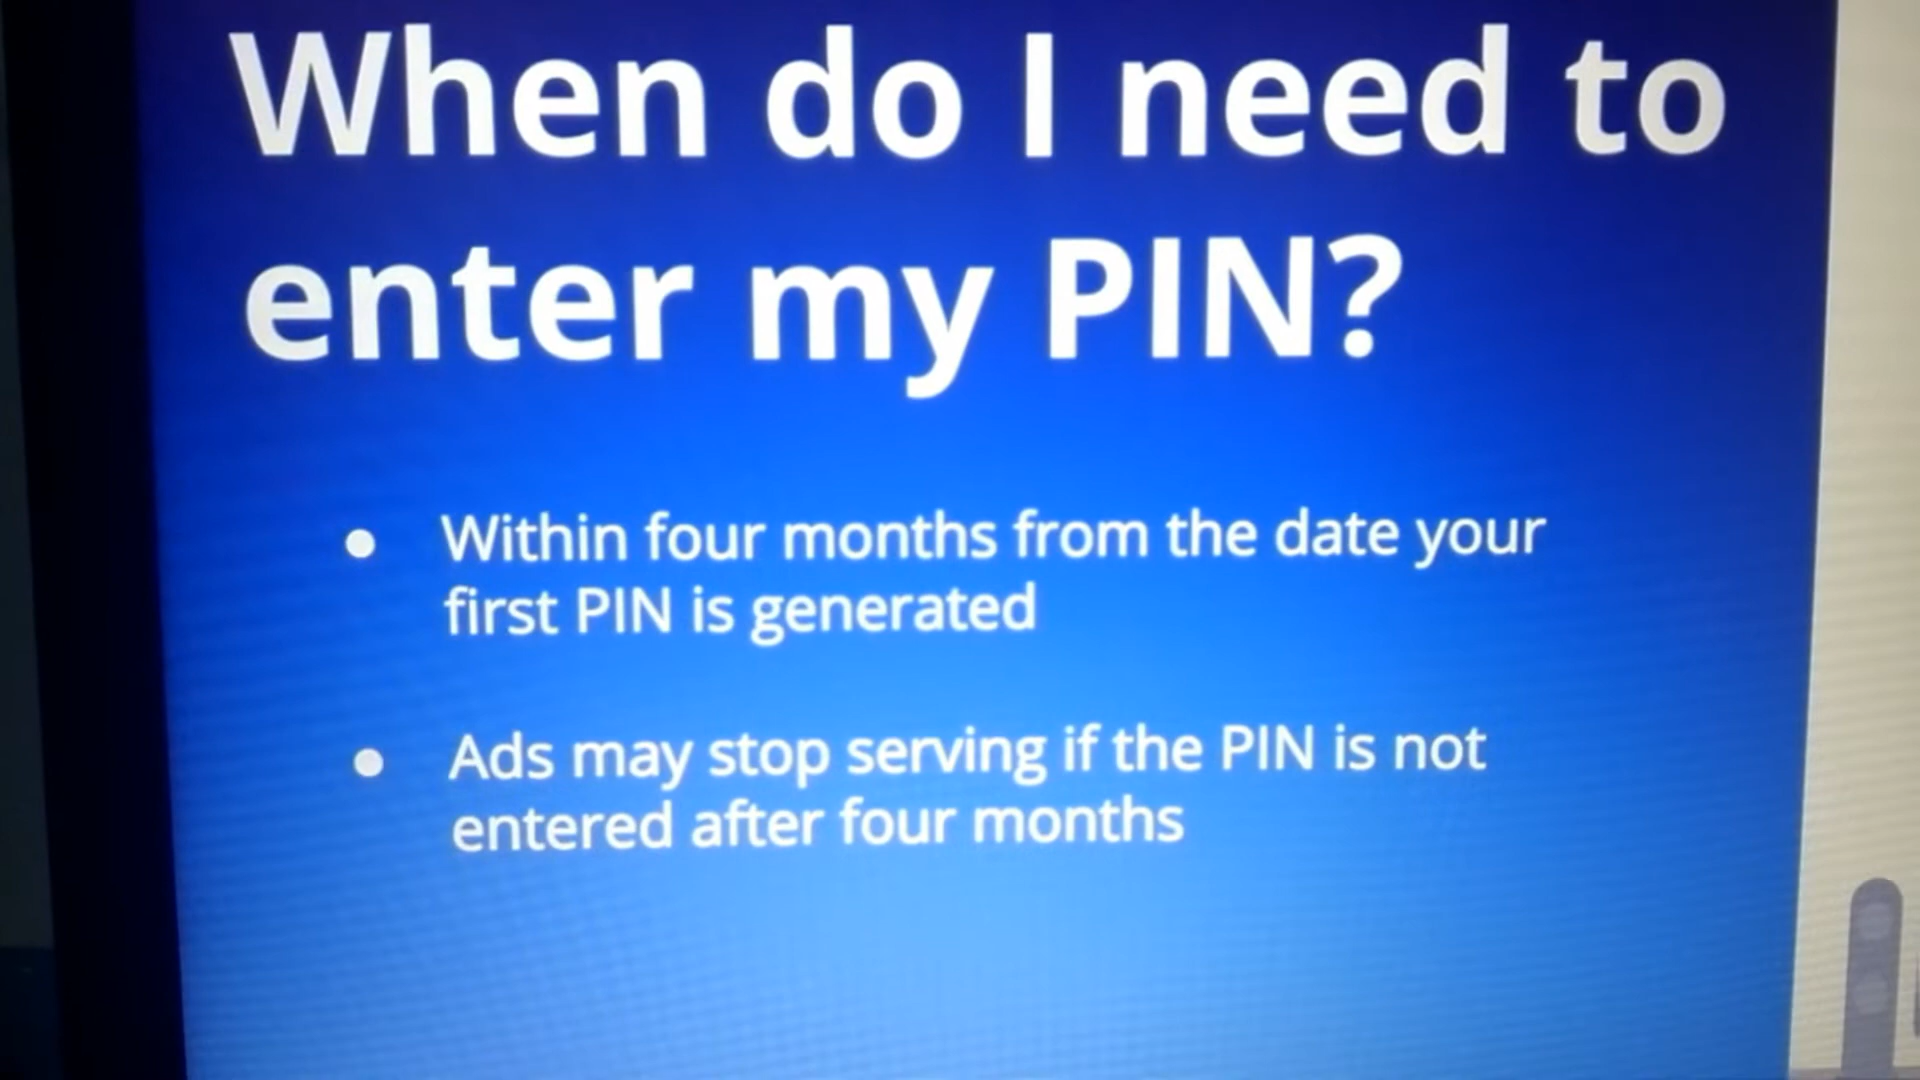 When do I need to
enter my PIN?
● Within four months from the date your
first PIN is generated
● Ads may stop serving if the PIN is not
entered after four months